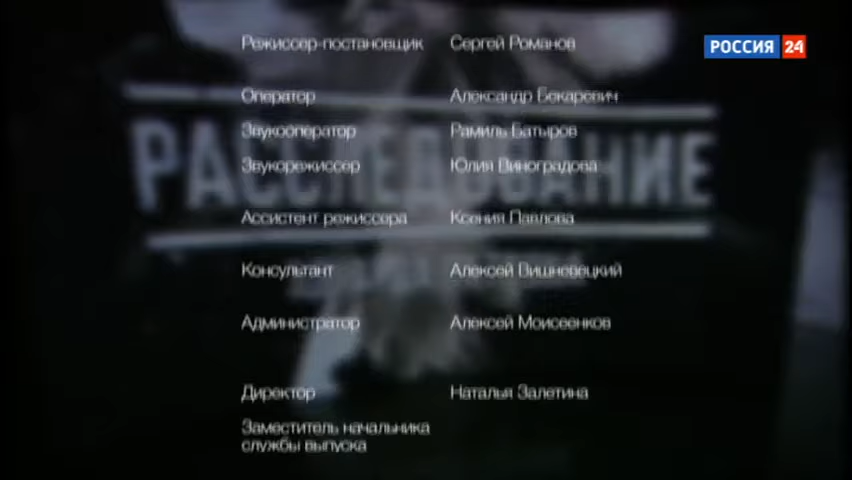 РОССИЯ 24
Режиссер-постановщик Сергей Романов
Оператор Александр Бекаревич
Звукооператор Рамиль Батыров
Звукорежиссер Юлия Виноградова
РАССЛЕДОВАНИЕ
Ассистент режиссера Ксения Павлова
Консультант Алексей Вишневецкий
Администратор Алексей Моисеенков
Директор Наталья Залетина
Заместитель начальника
службы выпуска